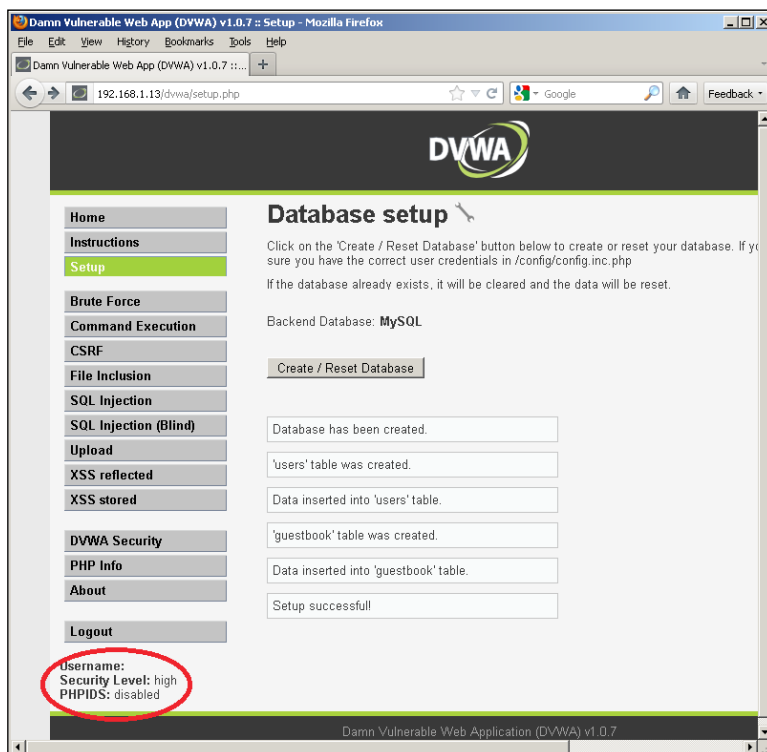 Damn Vulnerable Web App (DVWA) v1.0.7 :: Setup - Mozilla Firefox
File Edit View History Bookmarks Tools Help
Damn Vulnerable Web App (DVWA) v1.0.7 ::...
192.168.1.13/dvwa/setup.php
Google
Feedback
DVWA
Home
Instructions
Setup
Brute Force
Command Execution
CSRF
File Inclusion
SQL Injection
SQL Injection (Blind)
Upload
XSS reflected
XSS stored
DVWA Security
PHP Info
About
Logout
Username:
Security Level: high
PHPIDS: disabled
Database setup
Click on the 'Create / Reset Database' button below to create or reset your database. If
sure you have the correct user credentials in /config/config.inc.php
If the database already exists, it will be cleared and the data will be reset.
Backend Database: MySQL
Create / Reset Database
Database has been created.
'users' table was created.
Data inserted into 'users' table.
'guestbook' table was created.
Data inserted into 'guestbook' table.
Setup successful!
Damn Vulnerable Web Application (DVWA) v1.0.7